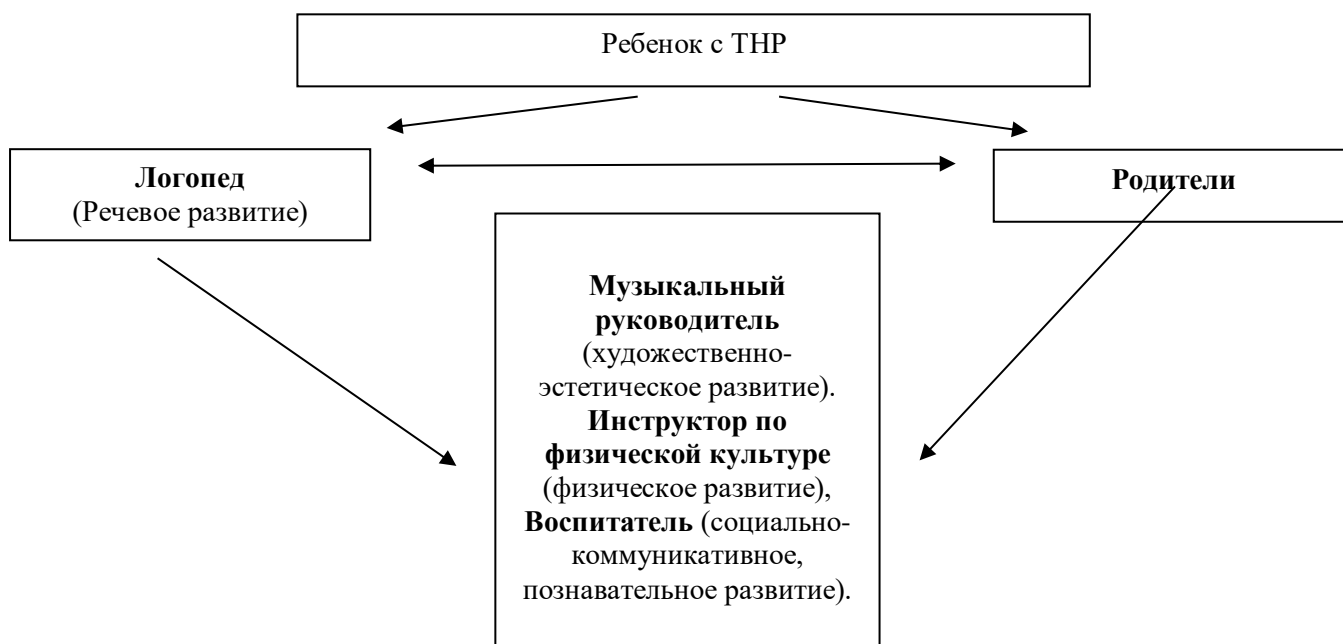 Ребенок с ТНР
Логопед
(Речевое развитие)
Родители
Музыкальный
руководитель
(художественно-
эстетическое развитие).
Инструктор по
физической культуре
(физическое развитие),
Воспитатель (социально-
коммуникативное,
познавательное развитие).